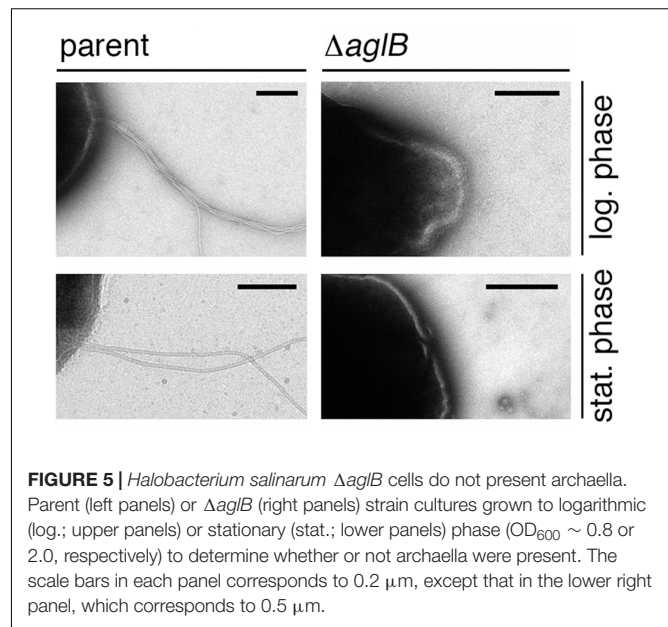 parent
ΔaglB
log. phase
stat. phase
FIGURE 5 | Halobacterium salinarum ΔaglB cells do not present archaella.
Parent (left panels) or ΔaglB (right panels) strain cultures grown to logarithmic
(log.; upper panels) or stationary (stat.; lower panels) phase (OD600 ∼ 0.8 or
2.0, respectively) to determine whether or not archaella were present. The
scale bars in each panel corresponds to 0.2 μm, except that in the lower right
panel, which corresponds to 0.5 μm.